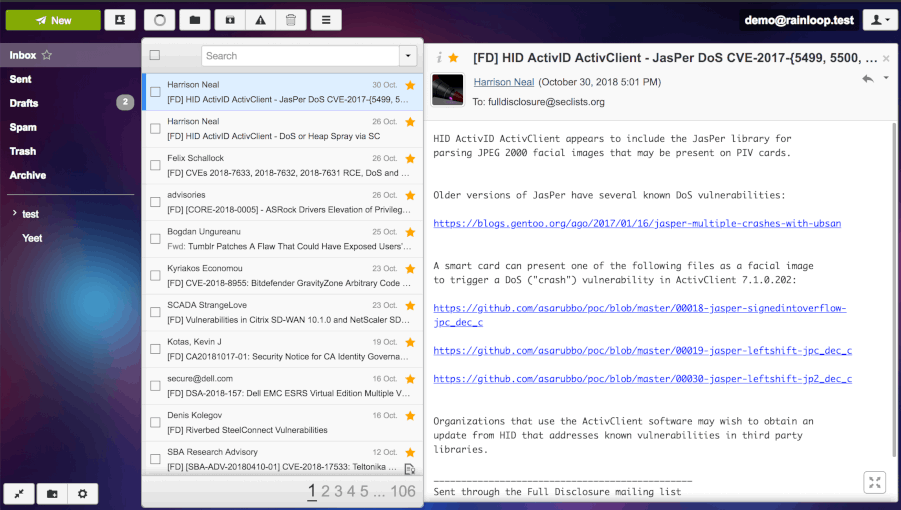 New
demo@rainloop.test
Inbox
Sent
Drafts
2
Spam
Trash
Archive
test
Yeet
Search
Harrison Neal
30 Oct.
[FD] HID ActivID ActivClient - JasPer DoS CVE-2017-{5499, 5...
Harrison Neal
26 Oct.
[FD] HID ActivID ActivClient - DoS or Heap Spray via SC
Felix Schallock
26 Oct.
[FD] CVEs 2018-7633, 2018-7632, 2018-7631 RCE, DoS and ...
advisories
26 Oct.
[FD] [CORE-2018-0005] - ASRock Drivers Elevation of Privileg...
Bogdan Ungureanu
25 Oct.
Fwd: Tumblr Patches A Flaw That Could Have Exposed Users'...
Kyriakos Economou
23 Oct.
[FD] CVE-2018-8955: Bitdefender GravityZone Arbitrary Code ...
SCADA StrangeLove
23 Oct.
[FD] Vulnerabilities in Citrix SD-WAN 10.1.0 and NetScaler SD...
Kotas, Kevin J
19 Oct.
[FD] CA20181017-01: Security Notice for CA Identity Governa...
secure@dell.com
16 Oct.
[FD] DSA-2018-157: Dell EMC ESRS Virtual Edition Multiple V...
Denis Kolegov
16 Oct.
[FD] Riverbed SteelConnect Vulnerabilities
SBA Research Advisory
12 Oct.
[FD] [SBA-ADV-20180410-01] CVE-2018-17533: Teltonika ...
1 2 3 4 5 ... 106
[FD] HID ActivID ActivClient - JasPer DoS CVE-2017-{5499, 5500, ...
Harrison Neal (October 30, 2018 5:01 PM)
To: fulldisclosure@seclists.org
HID ActivID ActivClient appears to include the JasPer library for
parsing JPEG 2000 facial images that may be present on PIV cards.
Older versions of JasPer have several known DoS vulnerabilities:
https://blogs.gentoo.org/ago/2017/01/16/jasper-multiple-crashes-with-ubsan
A smart card can present one of the following files as a facial image
to trigger a DoS ("crash") vulnerability in ActivClient 7.1.0.202:
https://github.com/asarubbo/poc/blob/master/00018-jasper-signedintoverflow-
jpc_dec_c
https://github.com/asarubbo/poc/blob/master/00019-jasper-leftshift-jpc_dec_c
https://github.com/asarubbo/poc/blob/master/00030-jasper-leftshift-jp2_dec_c
Organizations that use the ActivClient software may wish to obtain an
update from HID that addresses known vulnerabilities in third party
libraries.
_______________________________________________
Sent through the Full Disclosure mailing list